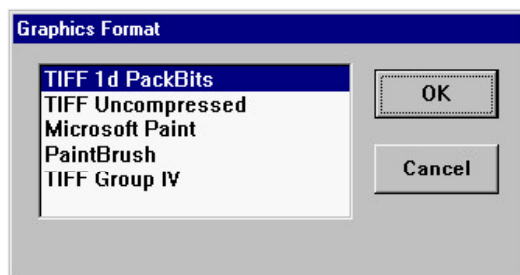 Graphics Format
TIFF 1d PackBits
TIFF Uncompressed
Microsoft Paint
PaintBrush
TIFF Group IV
OK
Cancel